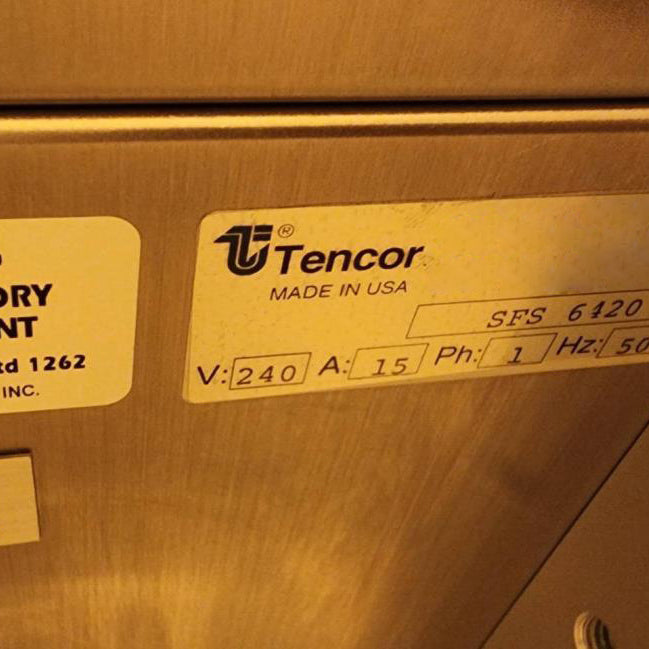 ORY
NT
td 1262
INC.
® Tencor
MADE IN USA
SFS 6420
V: 240 A: 15 Ph: 1 Hz: 50